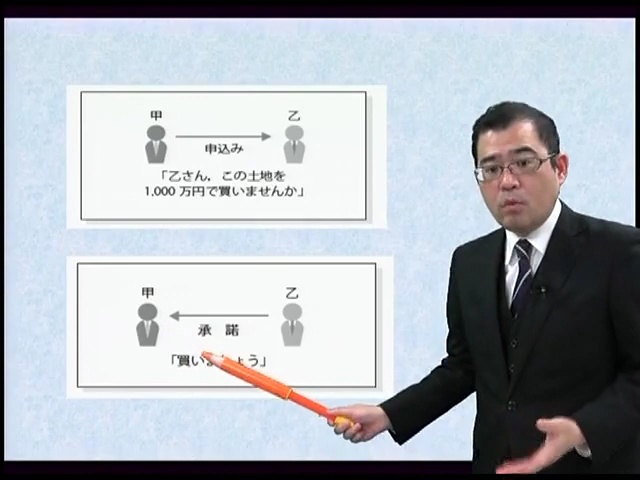 甲
乙
申込み
「乙さん，この土地を
1,000 万円で買いませんか」
甲
乙
承 諾
「買い
ょう」